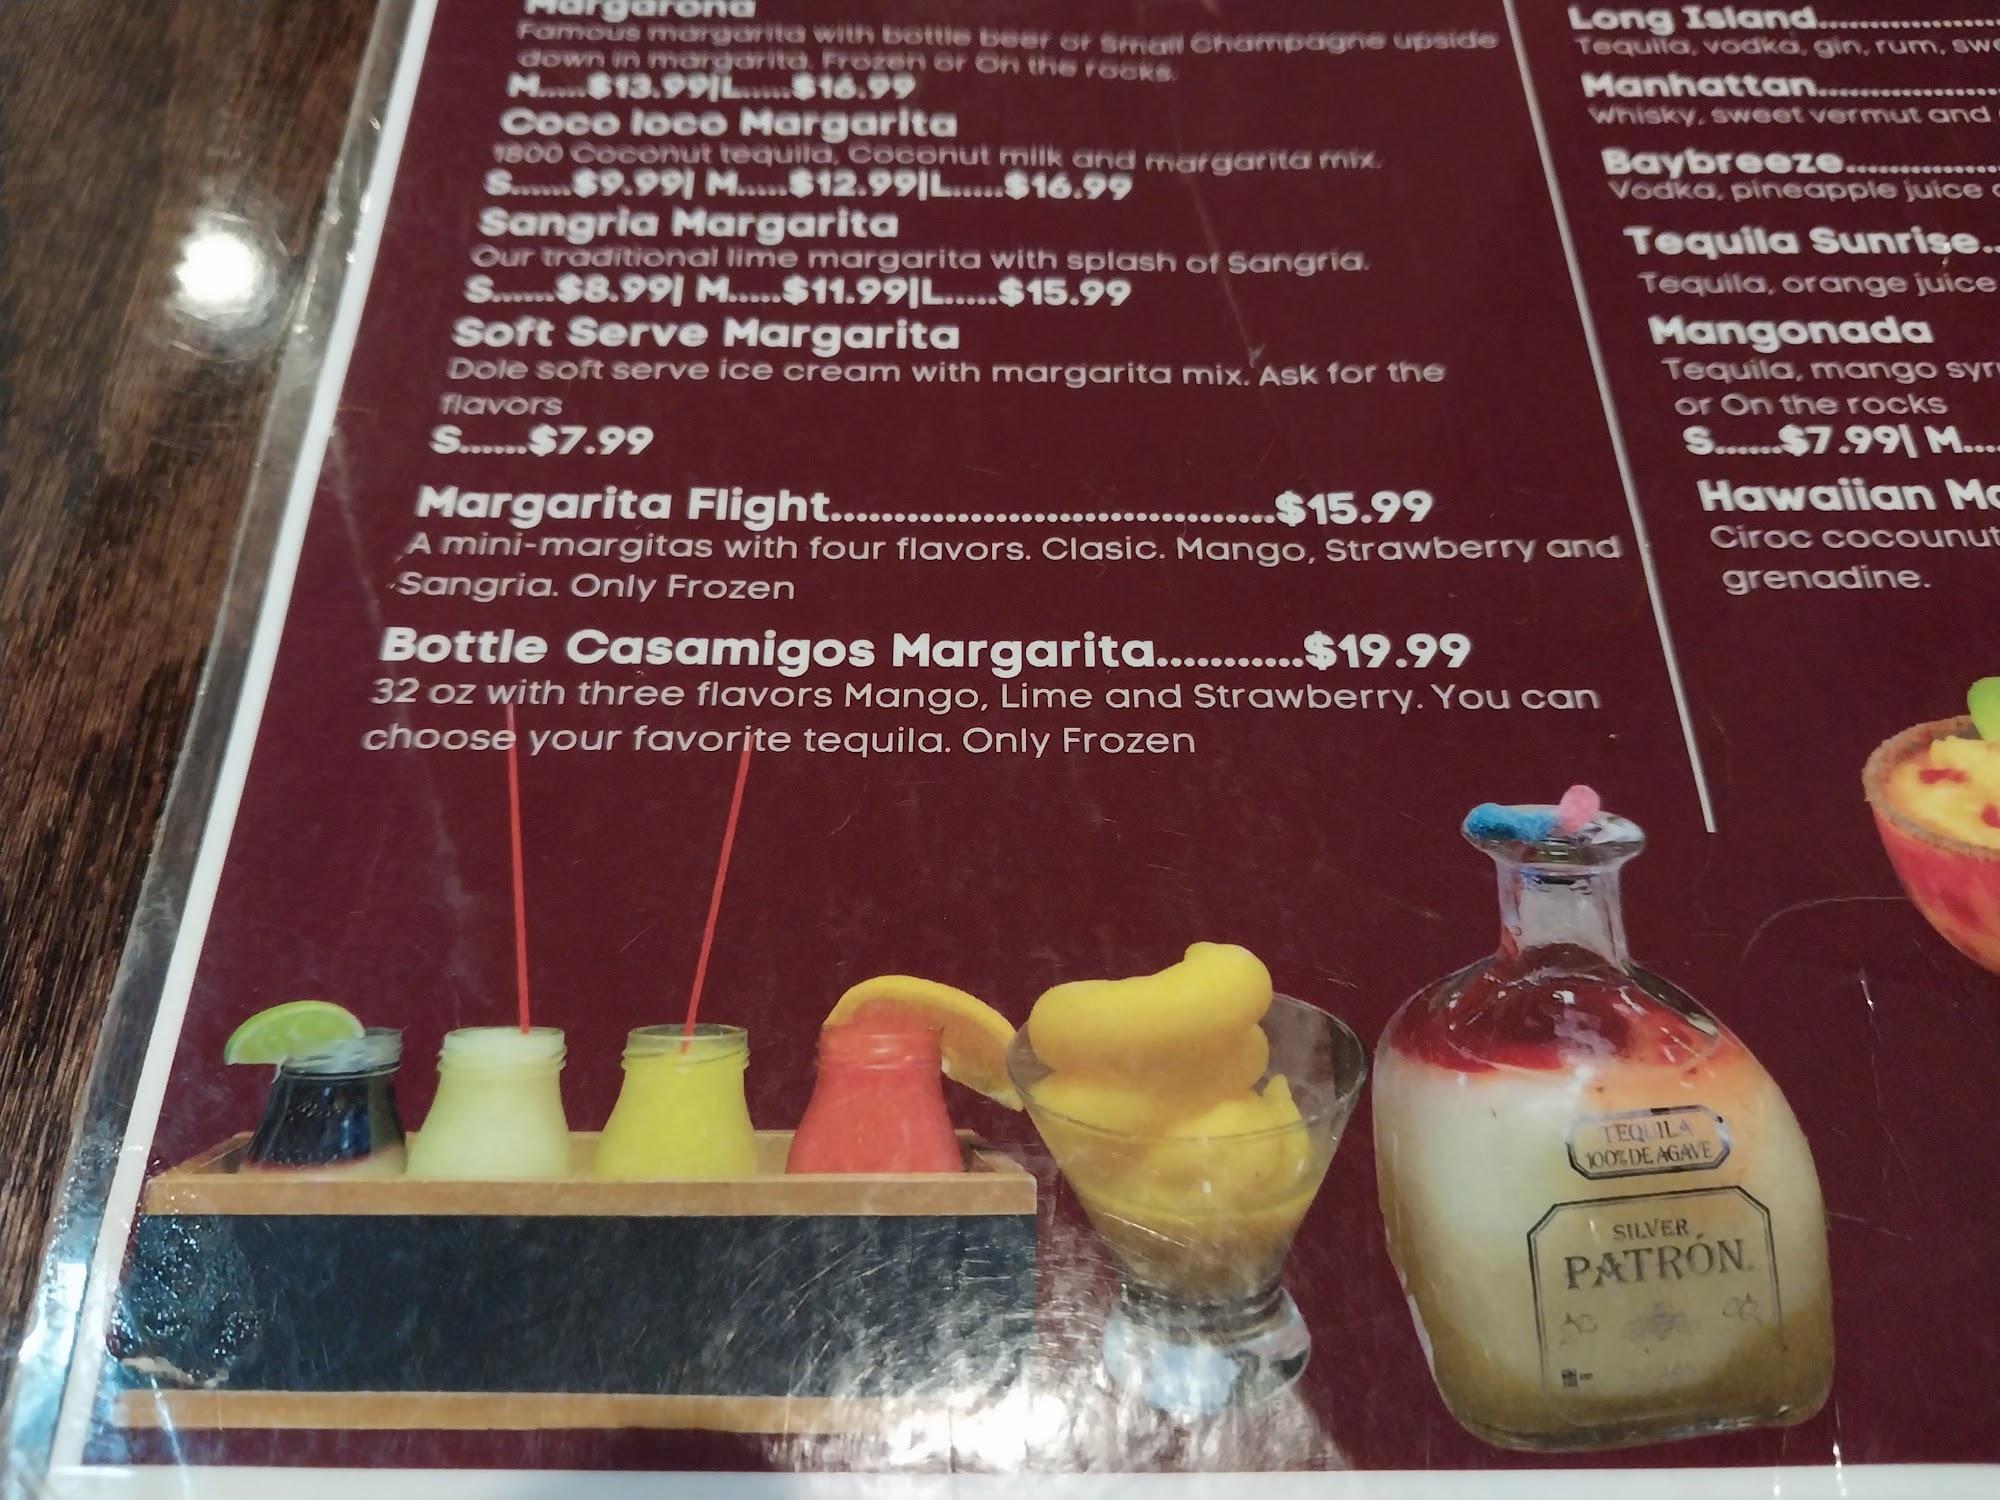 Margarona
Famous margarita with bottle beer or Small Champagne upside
down in margarita. Frozen or On the rocks.
M.....$13.99|L.....$16.99
Coco loco Margarita
1800 Coconut tequila, Coconut milk and margarita mix.
S......$9.99| M.....$12.99|L.....$16.99
Sangria Margarita
Our traditional lime margarita with splash of Sangria.
S......$8.99| M.....$11.99|L.....$15.99
Soft Serve Margarita
Dole soft serve ice cream with margarita mix. Ask for the
flavors
S......$7.99
Margarita Flight...................................$15.99
A mini-margitas with four flavors. Clasic. Mango, Strawberry and
Sangria. Only Frozen
Bottle Casamigos Margarita...........$19.99
32 oz with three flavors Mango, Lime and Strawberry. You can
choose your favorite tequila. Only Frozen
Long Island..............
Tequila, vodka, gin, rum,
Manhattan..............
Whisky, sweet vermut and
Baybreeze............
Vodka, pineapple juice
Tequila Sunrise..
Tequila, orange juice
Mangonada
Tequila, mango
or On the rocks
S......$7.99| M....
Hawaiian
Ciroc cocounut
grenadine.
TEQUILA
100% DE AGAVE
SILVER
PATRÓN